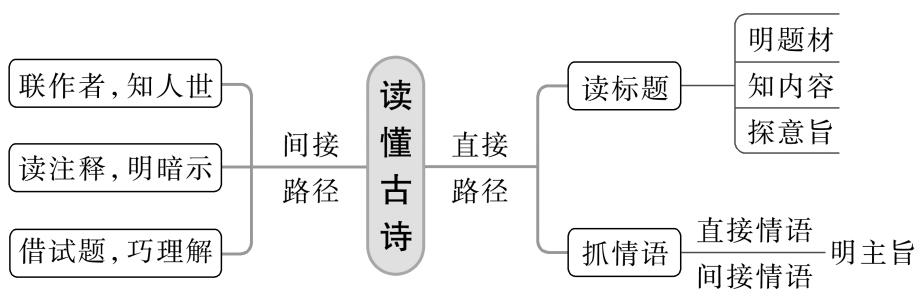 联作者，知人世
读注释，明暗示
借试题，巧理解
间接
路径
读
懂
古
诗
直接
路径
读标题
明题材
知内容
探意旨
抓情语
直接情语
间接情语
明主旨